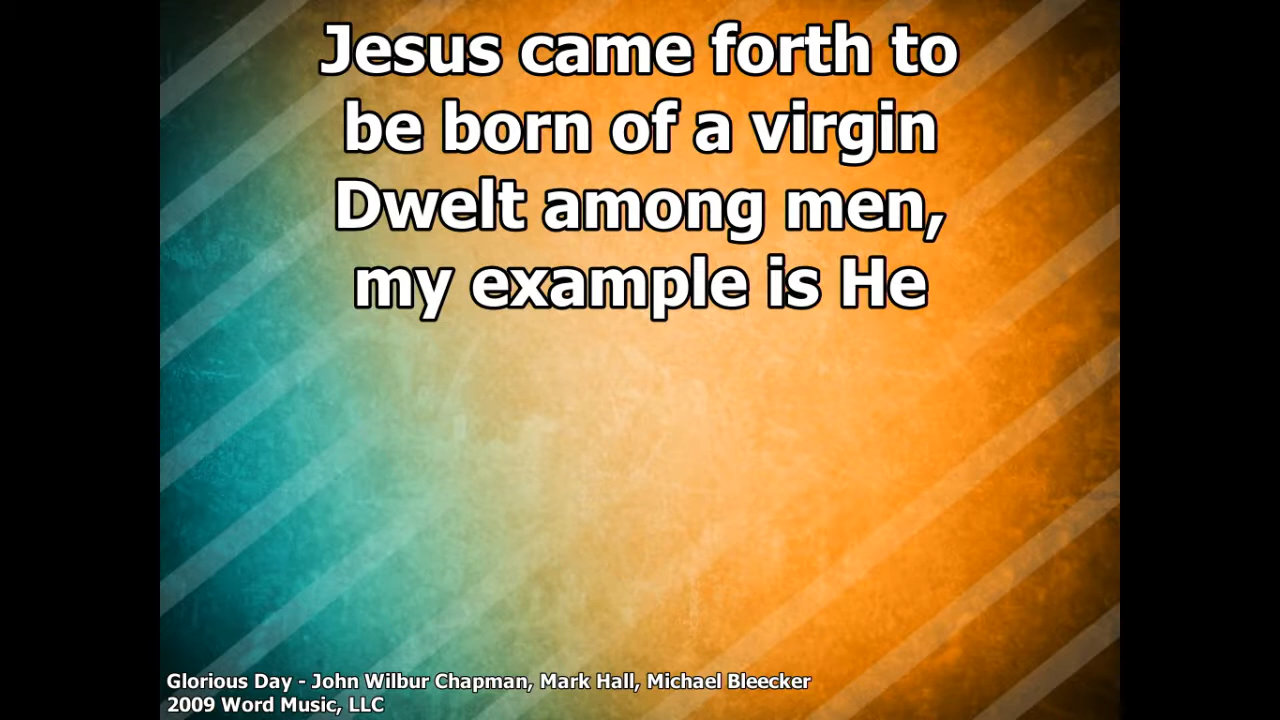 Jesus came forth to
be born of a virgin
Dwelt among men,
my example is He
Glorious Day - John Wilbur Chapman, Mark Hall, Michael Bleecker
2009 Word Music, LLC